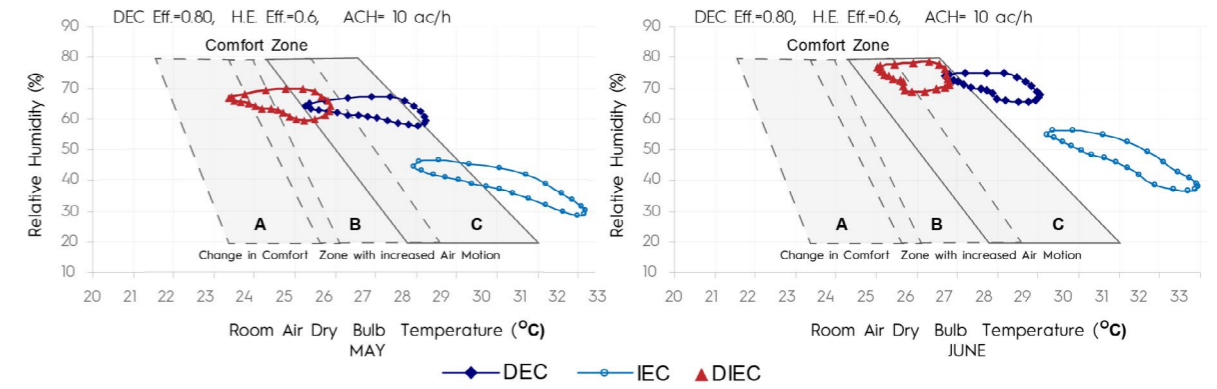 DEC Eff.=0.80, H.E. Eff.=0.6, ACH= 10 ac/h
90
80
70
60
50
40
30
20
10
Relative Humidity (%)
Comfort Zone
A
B
C
Change in Comfort Zone with increased Air Motion
20 21 22 23 24 25 26 27 28 29 30 31 32 33
Room Air Dry Bulb Temperature (°C)
MAY
DEC Eff.=0.80, H.E. Eff.=0.6, ACH= 10 ac/h
90
80
70
60
50
40
30
20
10
Relative Humidity (%)
Comfort Zone
A
B
C
Change in Comfort Zone with increased Air Motion
20 21 22 23 24 25 26 27 28 29 30 31 32 33
Room Air Dry Bulb Temperature (°C)
JUNE
DEC IEC DIEC